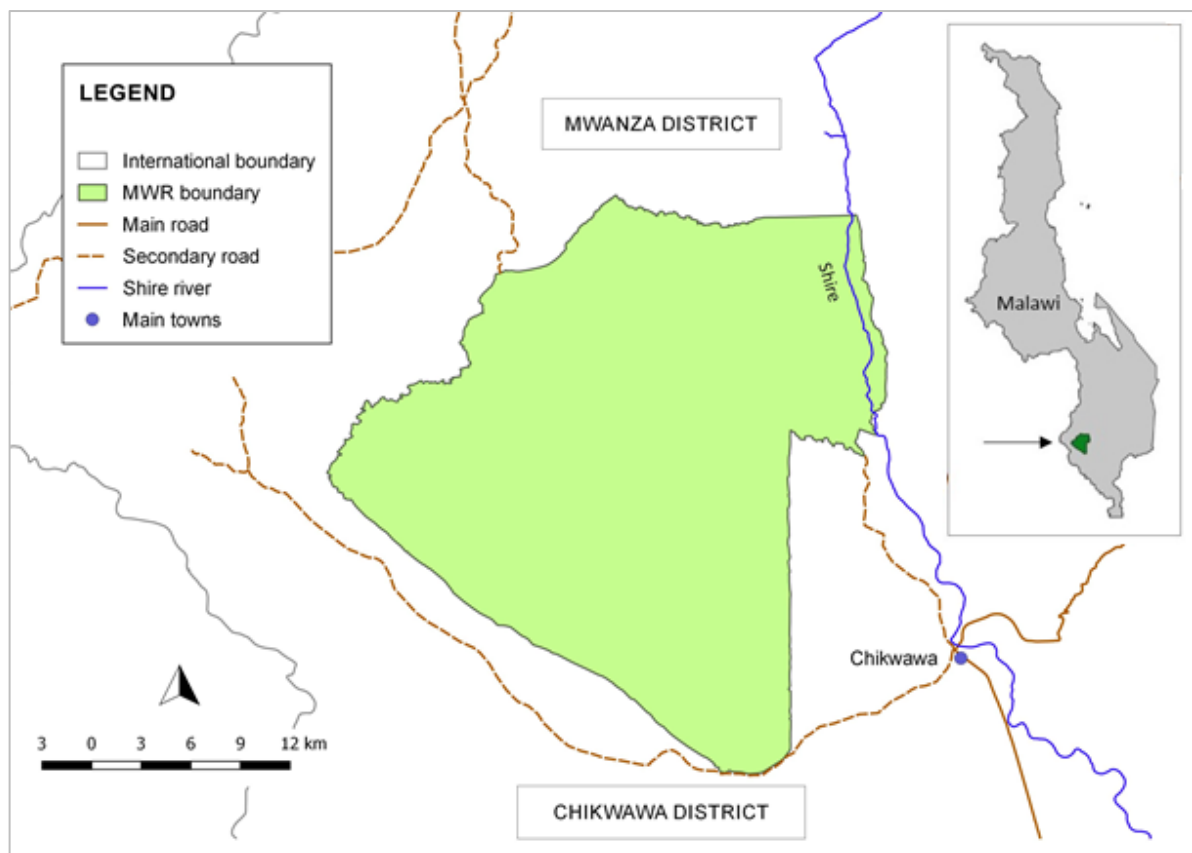 LEGEND
International boundary
MWR boundary
Main road
Secondary road
Shire river
Main towns
MWANZA DISTRICT
Shire
Malawi
Chikwawa
3 0 3 6 9 12 km
CHIKWAWA DISTRICT